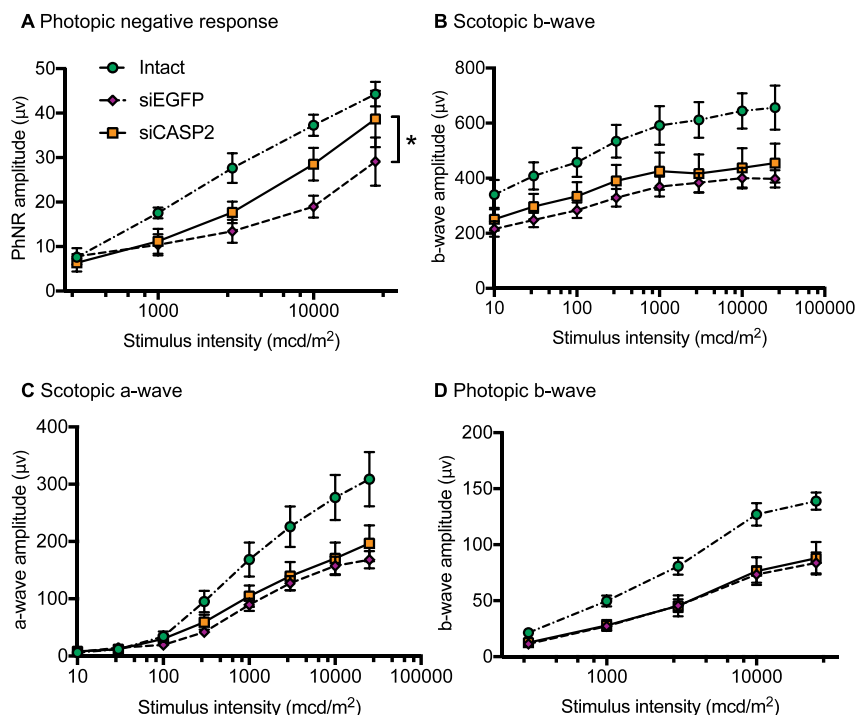 A Photopic negative response
50
40
30
20
10
0
PhNR amplitude (µv)
Intact
siEGFP
siCASP2
*
1000
10000
Stimulus intensity (mcd/m²)
B Scotopic b-wave
800
600
400
200
0
b-wave amplitude (µv)
10
100
1000
10000
100000
Stimulus intensity (mcd/m²)
C Scotopic a-wave
400
300
200
100
0
a-wave amplitude (µv)
10
100
1000
10000
100000
Stimulus intensity (mcd/m²)
D Photopic b-wave
200
150
100
50
0
b-wave amplitude (µv)
1000
10000
Stimulus intensity (mcd/m²)